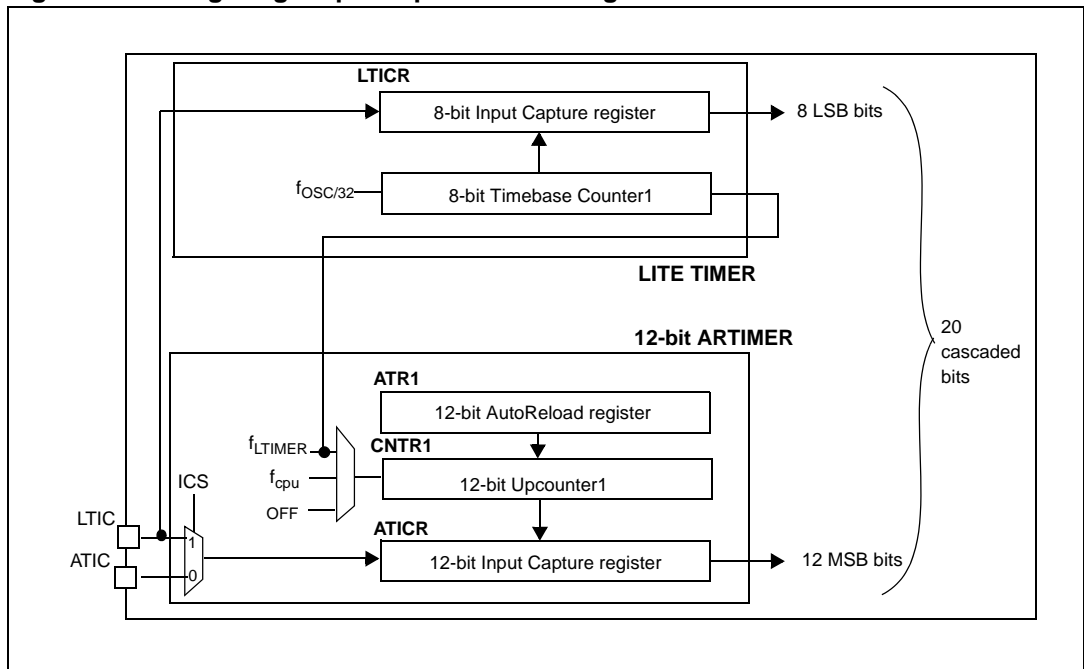 LTICR
8-bit Input Capture register
8 LSB bits
fOSC/32
8-bit Timebase Counter1
LITE TIMER
20
cascaded
bits
12-bit ARTIMER
ATR1
12-bit AutoReload register
fLTIMER
CNTR1
fcpu
12-bit Upcounter1
OFF
ICS
LTIC
1
ATICR
ATIC
0
12-bit Input Capture register
12 MSB bits